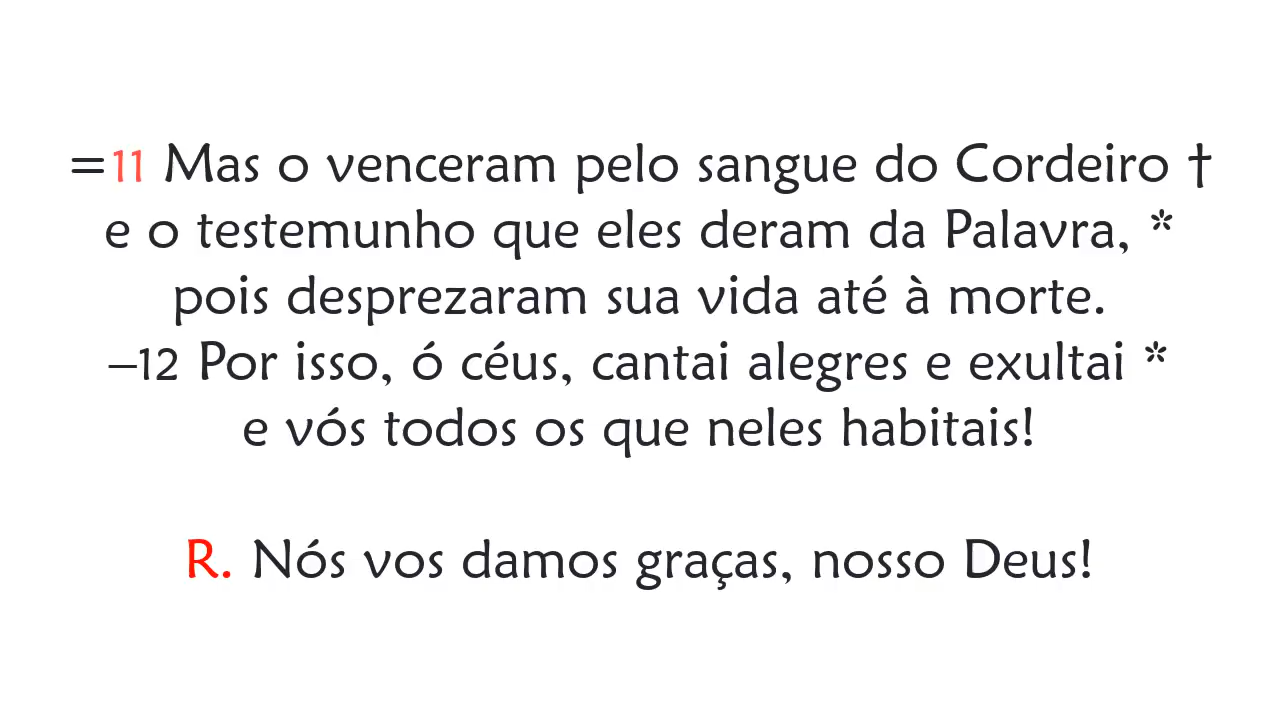 =11 Mas o venceram pelo sangue do Cordeiro †
e o testemunho que eles deram da Palavra, *
pois desprezaram sua vida até à morte.
–12 Por isso, ó céus, cantai alegres e exultai *
e vós todos os que neles habitais!
R. Nós vos damos graças, nosso Deus!